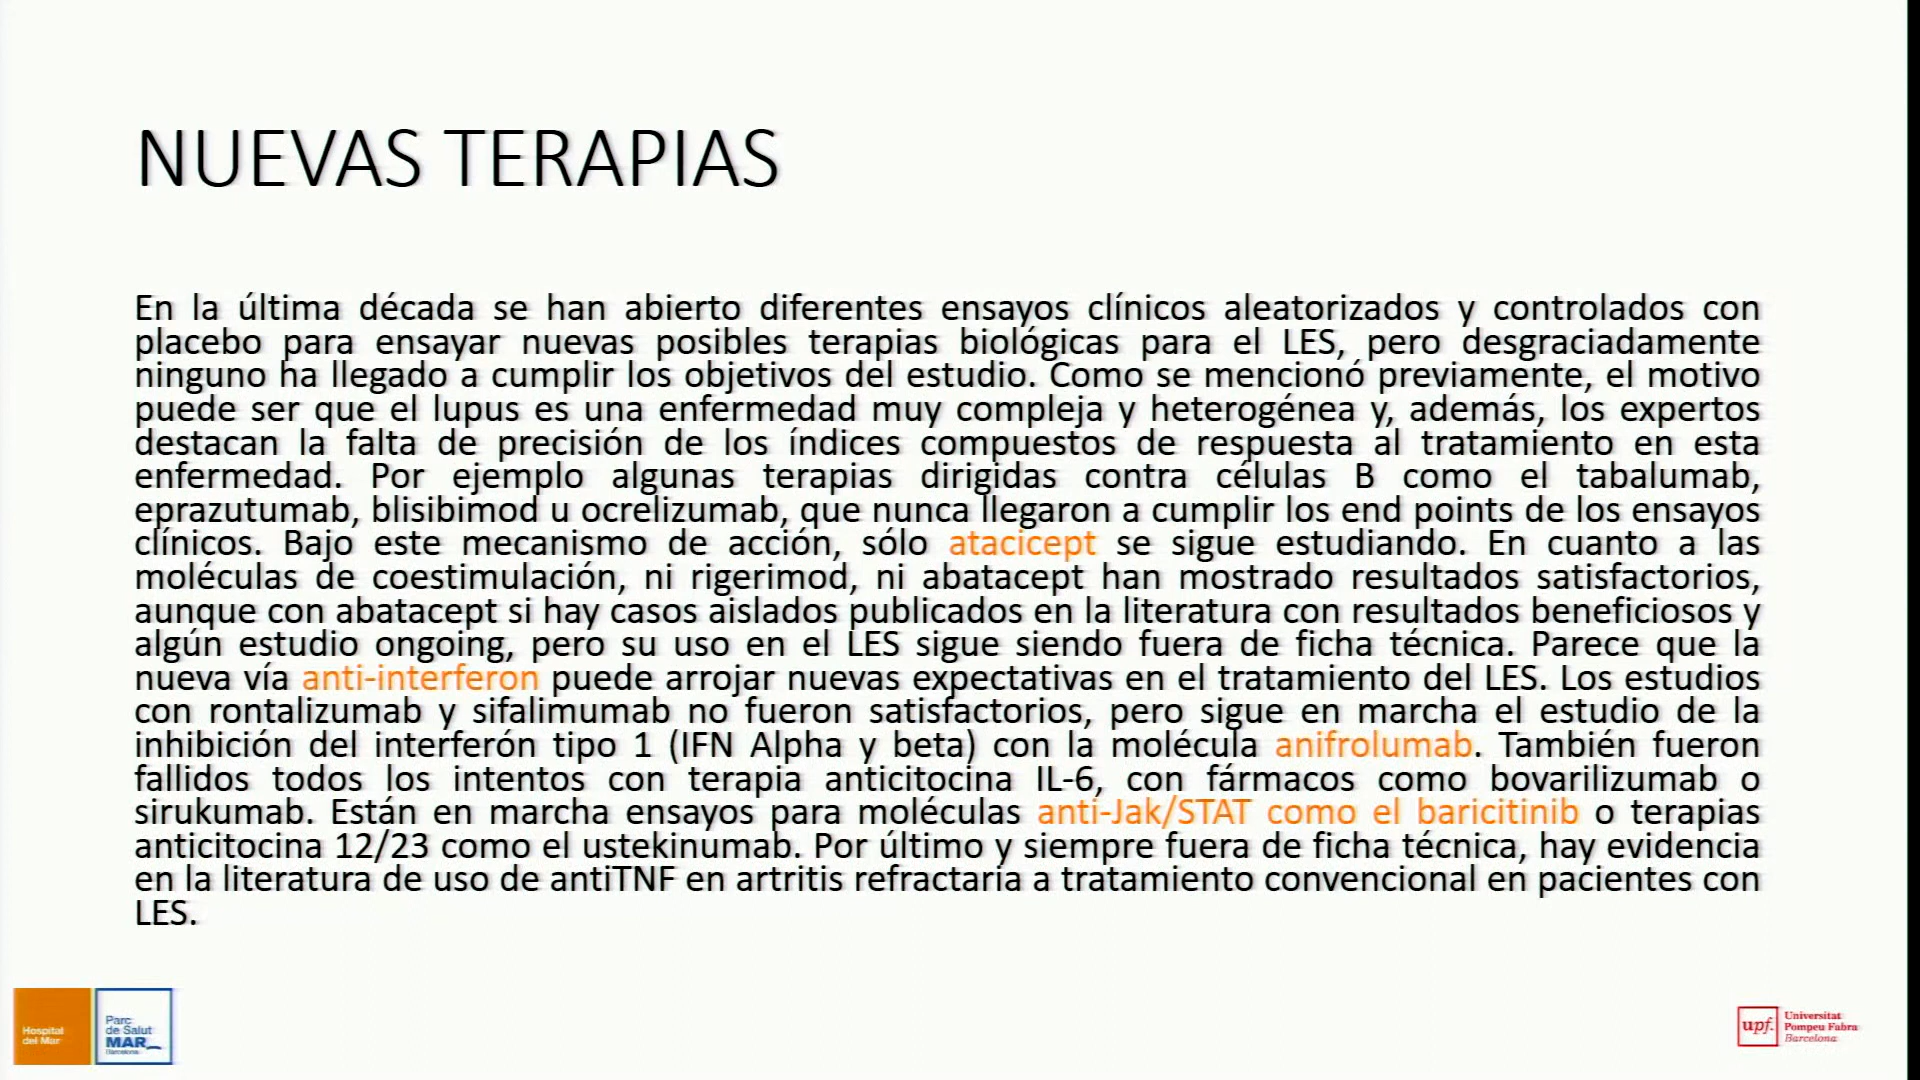 NUEVAS TERAPIAS
En la última década se han abierto diferentes ensayos clínicos aleatorizados y controlados con
placebo para ensayar nuevas posibles terapias biológicas para el LES, pero desgraciadamente
ninguno ha llegado a cumplir los objetivos del estudio. Como se mencionó previamente, el motivo
puede ser que el lupus es una enfermedad muy compleja y heterogénea y, además, los expertos
destacan la falta de precisión de los índices compuestos de respuesta al tratamiento en esta
enfermedad. Por ejemplo algunas terapias dirigidas contra células B como el tabalumab,
eprazutumab, blisibimod u ocrelizumab, que nunca llegaron a cumplir los end points de los ensayos
clínicos. Bajo este mecanismo de acción, sólo atacicept se sigue estudiando. En cuanto a las
moléculas de coestimulación, ni rigerimod, ni abatacept han mostrado resultados satisfactorios,
aunque con abatacept si hay casos aislados publicados en la literatura con resultados beneficiosos y
algún estudio ongoing, pero su uso en el LES sigue siendo fuera de ficha técnica. Parece que la
nueva vía anti-interferon puede arrojar nuevas expectativas en el tratamiento del LES. Los estudios
con rontalizumab y sifalimumab no fueron satisfactorios, pero sigue en marcha el estudio de la
inhibición del interferón tipo 1 (IFN Alpha y beta) con la molécula anifrolumab. También fueron
fallidos todos los intentos con terapia anticitocina IL-6, con fármacos como bovarilizumab o
sirukumab. Están en marcha ensayos para moléculas anti-Jak/STAT como el baricitinib o terapias
anticitocina 12/23 como el ustekinumab. Por último y siempre fuera de ficha técnica, hay evidencia
en la literatura de uso de antiTNF en artritis refractaria a tratamiento convencional en pacientes con
LES.
Hospital
del Mar
Parc
de Salut
MAR
Barcelona
upf.
Universitat
Pompeu Fabra
Barcelona